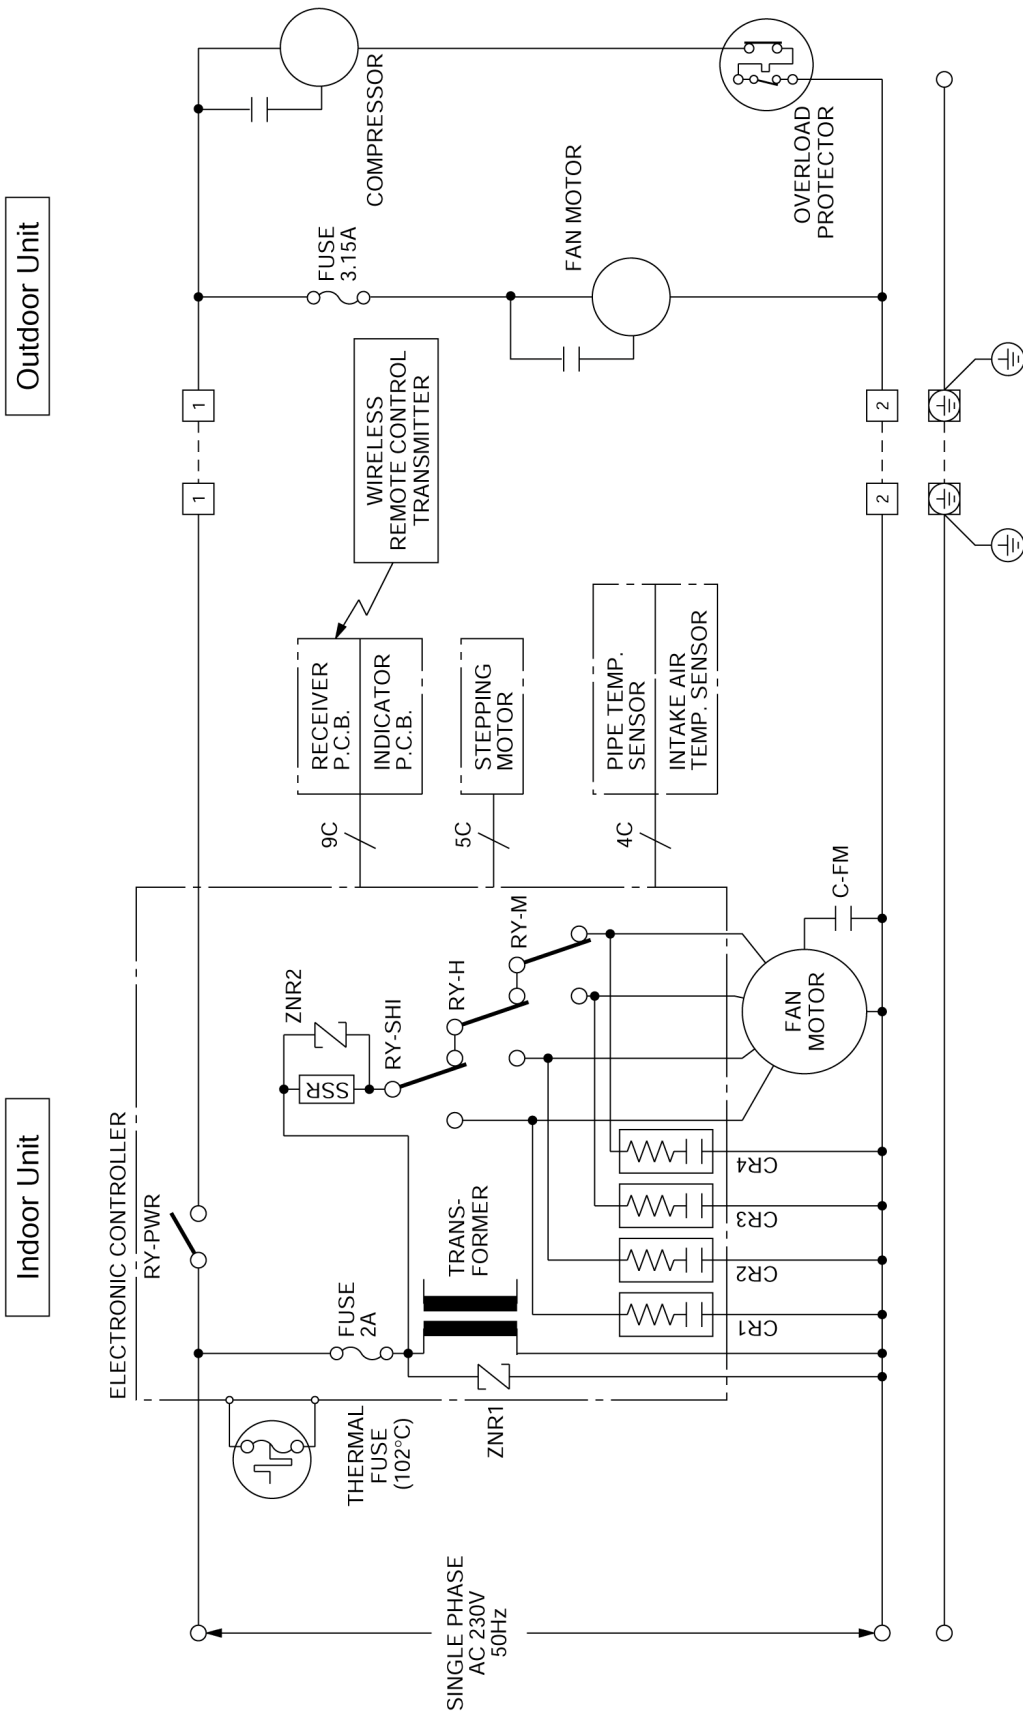 Indoor Unit
Outdoor Unit
ELECTRONIC CONTROLLER
RY-PWR
1
1
THERMAL
FUSE
(102°C)
FUSE
2A
ZNR2
SSR
RY-SHI
RY-H
RY-M
TRANS-
FORMER
ZNR1
9C
RECEIVER
P.C.B.
INDICATOR
P.C.B.
WIRELESS
REMOTE CONTROL
TRANSMITTER
5C
STEPPING
MOTOR
4C
PIPE TEMP.
SENSOR
INTAKE AIR
TEMP. SENSOR
FUSE
3.15A
COMPRESSOR
FAN MOTOR
OVERLOAD
PROTECTOR
SINGLE PHASE
AC 230V
50Hz
CR1
CR2
CR3
CR4
FAN
MOTOR
C-FM
2
2